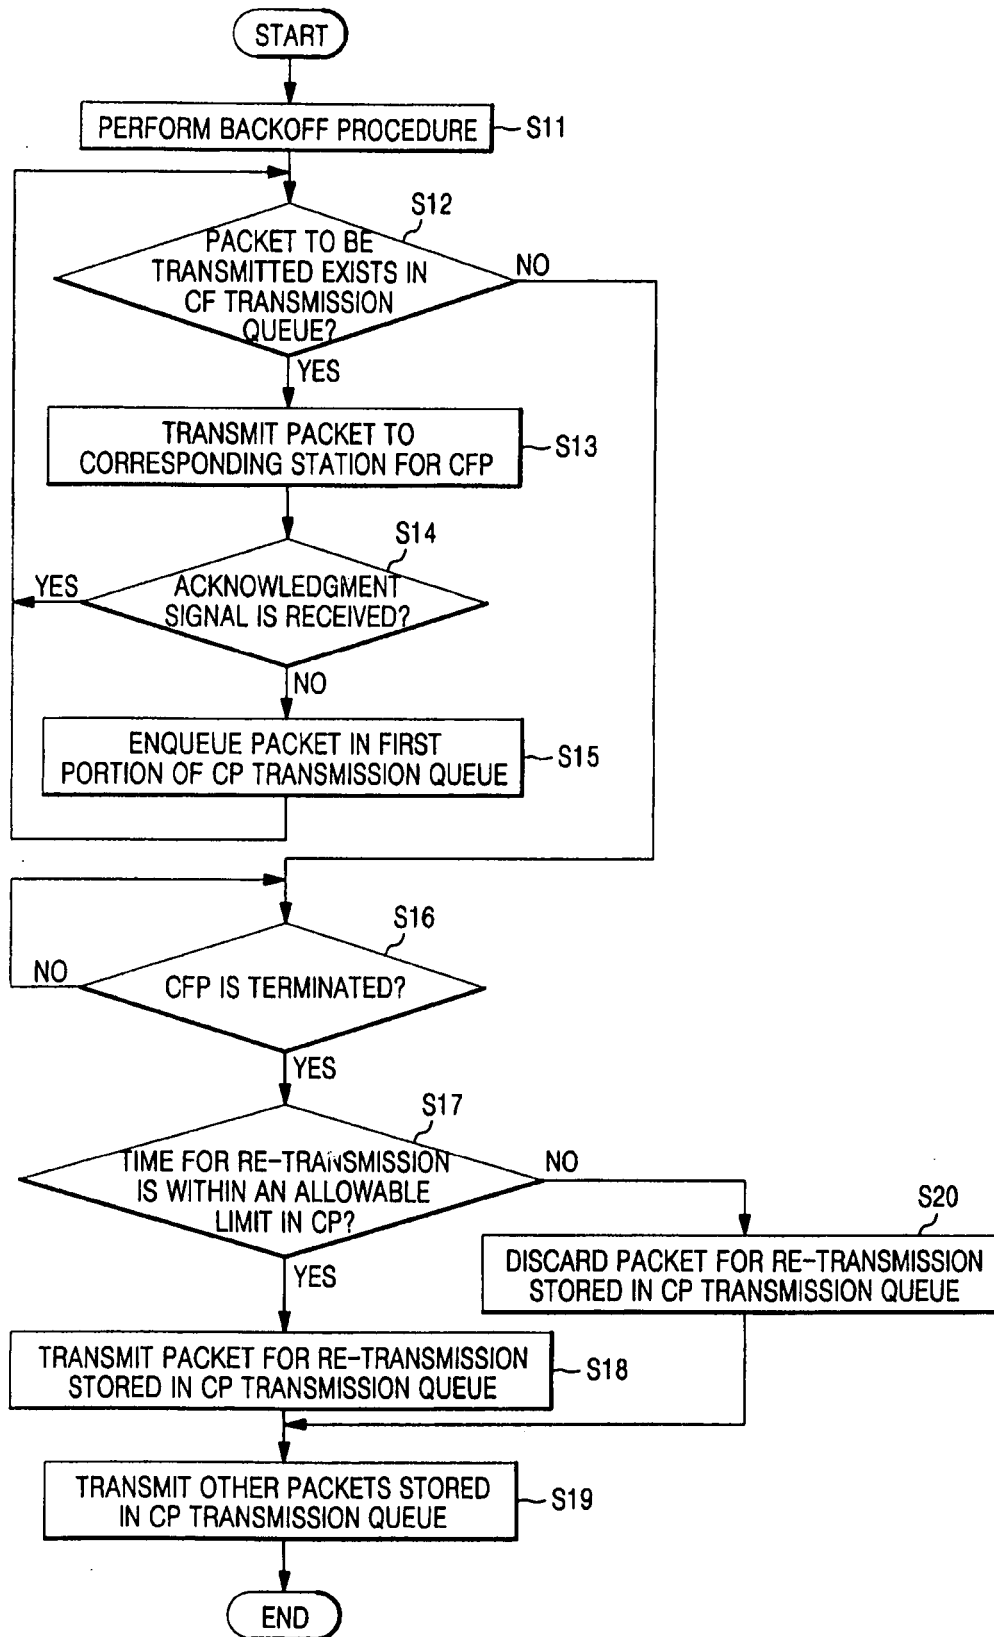 START
PERFORM BACKOFF PROCEDURE
S11
S12
PACKET TO BE
TRANSMITTED EXISTS IN
CF TRANSMISSION
QUEUE?
NO
YES
TRANSMIT PACKET TO
CORRESPONDING STATION FOR CFP
S13
S14
YES
ACKNOWLEDGMENT
SIGNAL IS RECEIVED?
NO
ENQUEUE PACKET IN FIRST
PORTION OF CP TRANSMISSION QUEUE
S15
S16
NO
CFP IS TERMINATED?
YES
S17
TIME FOR RE-TRANSMISSION
IS WITHIN AN ALLOWABLE
LIMIT IN CP?
NO
YES
S20
DISCARD PACKET FOR RE-TRANSMISSION
STORED IN CP TRANSMISSION QUEUE
TRANSMIT PACKET FOR RE-TRANSMISSION
STORED IN CP TRANSMISSION QUEUE
S18
TRANSMIT OTHER PACKETS STORED
IN CP TRANSMISSION QUEUE
S19
END